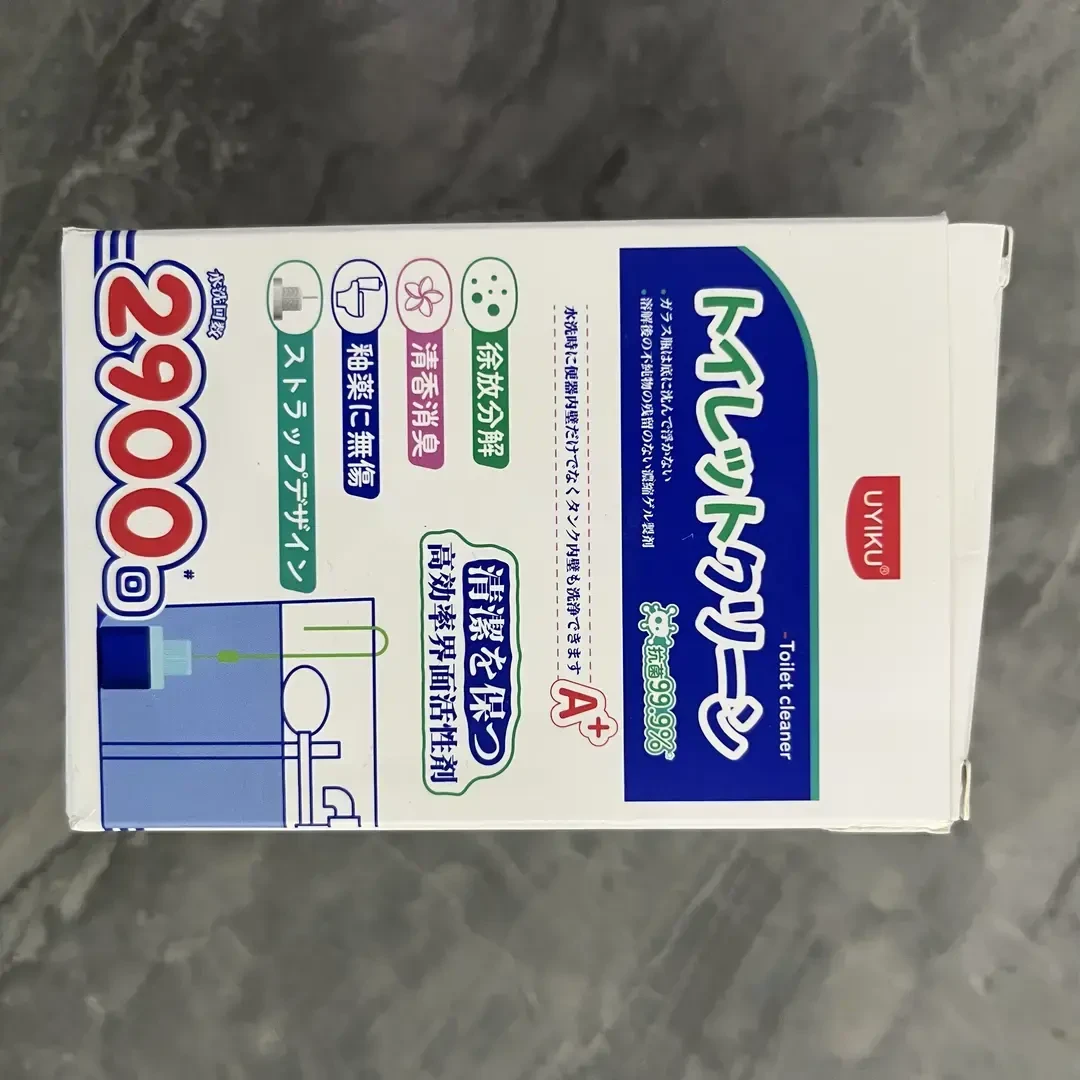 UYIKU®
-Toilet cleaner
トイレットクリーン
・ガラス瓶は底に沈んで浮かない
・溶解後の不純物の残留のない濃縮ゲル製剤
抗菌99.9%
水洗時に便器内壁だけでなくタンク内壁も洗浄できます
A+
徐放分解
清香消臭
釉薬に無傷
ストラップデザイン
清潔を保つ
高効率界面活性剤
水洗回数
2900回#